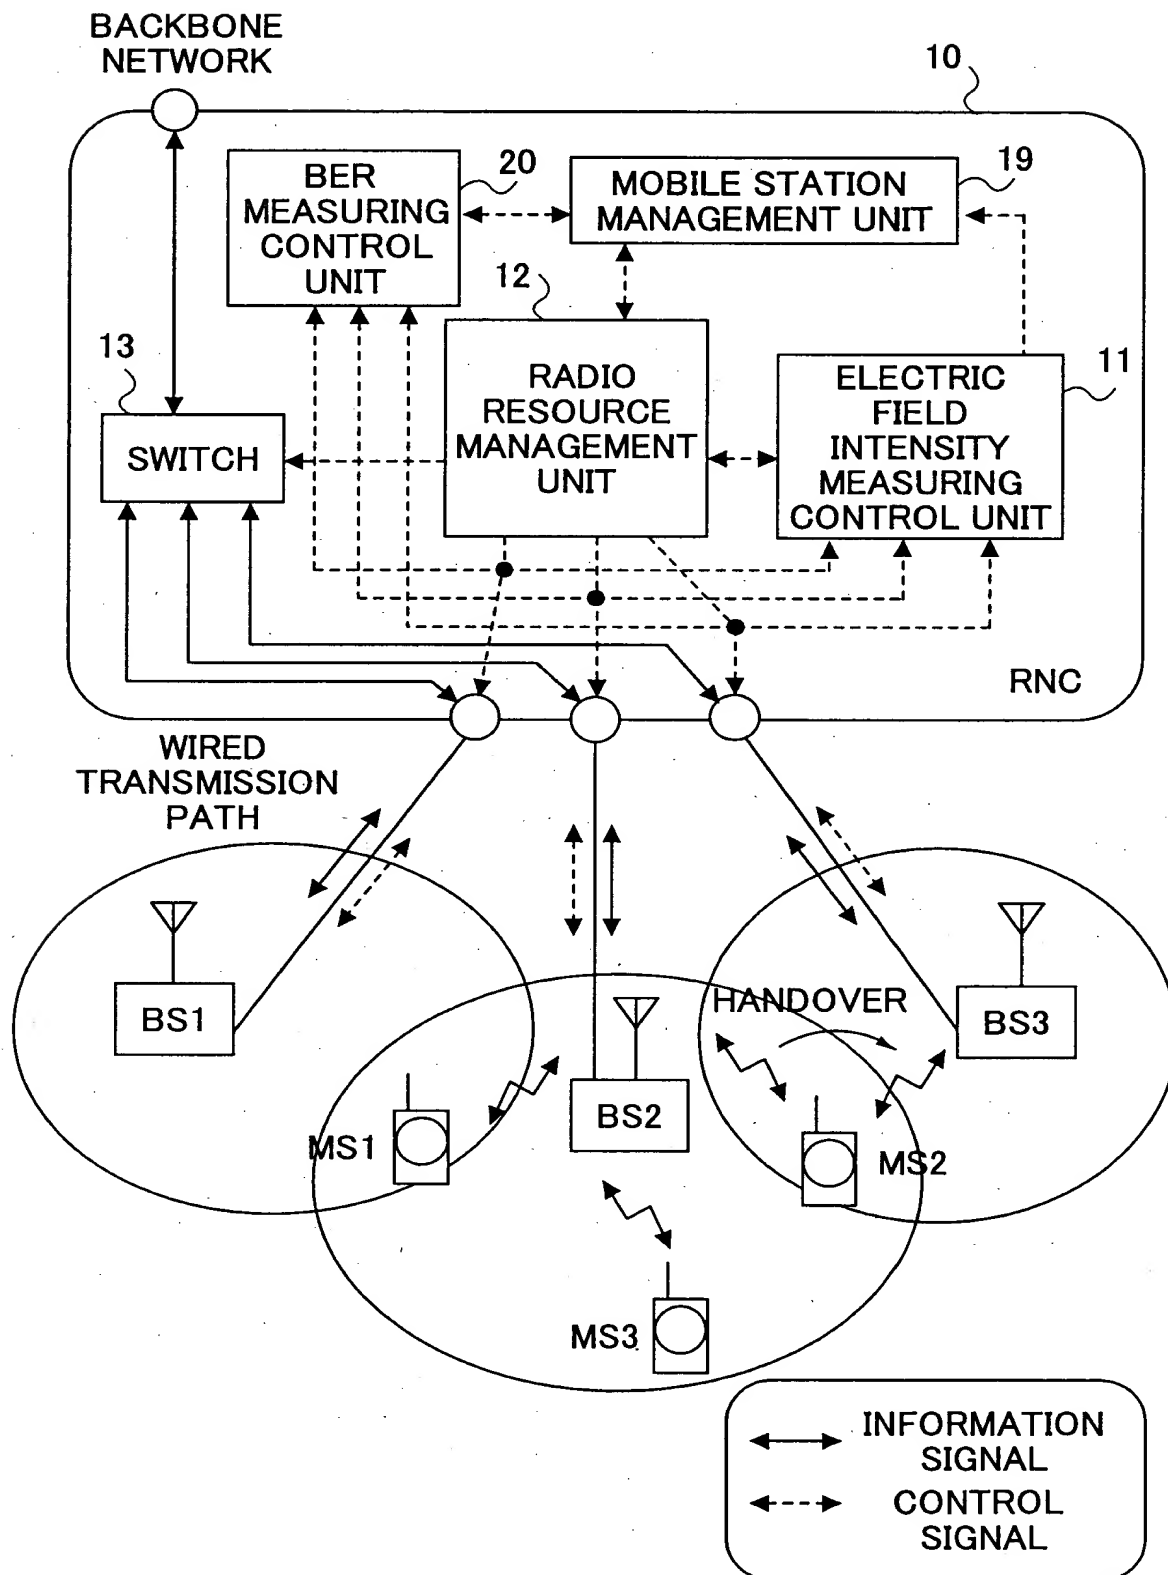 BACKBONE
NETWORK
10
BER
MEASURING
CONTROL
UNIT
20
MOBILE STATION
MANAGEMENT UNIT
19
12
13
SWITCH
RADIO
RESOURCE
MANAGEMENT
UNIT
ELECTRIC
FIELD
INTENSITY
MEASURING
CONTROL UNIT
11
RNC
WIRED
TRANSMISSION
PATH
BS1
HANDOVER
BS3
BS2
MS1
MS2
MS3
INFORMATION
SIGNAL
CONTROL
SIGNAL